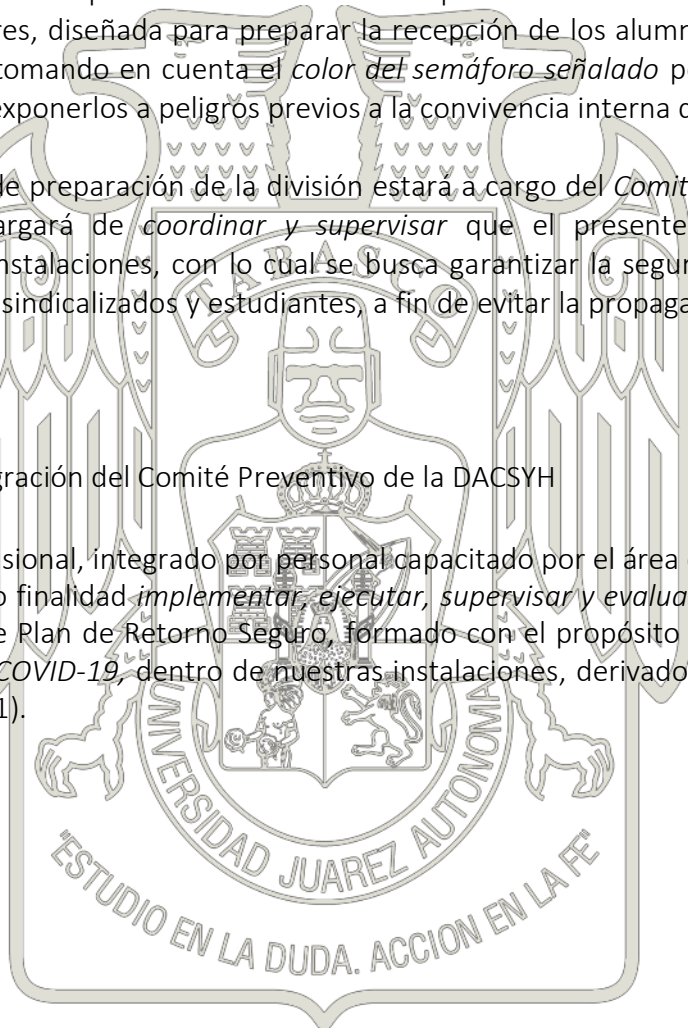 res, diseñada para preparar la recepción de los alumn
tomando en cuenta el color del semáforo señalado p
exponerlos a peligros previos a la convivencia interna d
de preparación de la división estará a cargo del Comit
argará de coordinar y supervisar que el presente
nstalaciones, con lo cual se busca garantizar la segu
sindicalizados y estudiantes, a fin de evitar la propaga
TABASCO
gración del Comité Preventivo de la DACSYH
sional, integrado por personal capacitado por el área
o finalidad implementar, ejecutar, supervisar y evalua
e Plan de Retorno Seguro, formado con el propósito
COVID-19, dentro de nuestras instalaciones, derivado
1).
UNIVERSIDAD JUAREZ AUTONOMA
"ESTUDIO EN LA DUDA. ACCION EN LA FE"